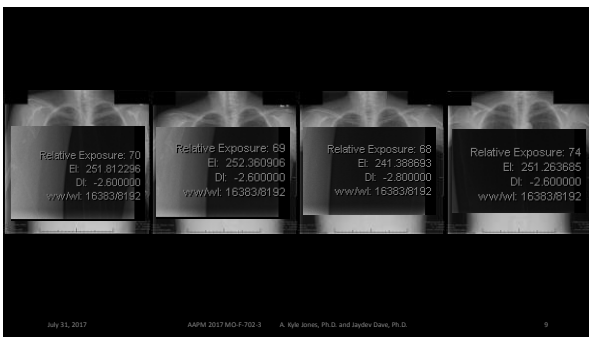 Relative Exposure: 70
EI: 251.812296
DI: -2.600000
ww/wl: 16383/8192
Relative Exposure: 69
EI: 252.360906
DI: -2.600000
ww/wl: 16383/8192
Relative Exposure: 68
EI: 241.388693
DI: -2.800000
ww/wl: 16383/8192
Relative Exposure: 74
EI: 251.263685
DI: -2.600000
ww/wl: 16383/8192
July 31, 2017
AAPM 2017 MO-F-702-3
A. Kyle Jones, Ph.D. and Jaydev Dave, Ph.D.
9